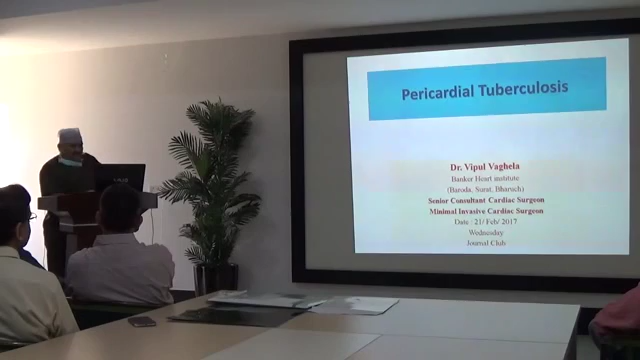 Pericardial Tuberculosis
Dr. Vipul Vaghela
Banker Heart institute
(Baroda, Surat, Bharuch)
Senior Consultant Cardiac Surgeon
Minimal Invasive Cardiac Surgeon
Date : 21/ Feb/ 2017
Wednesday
Journal Club